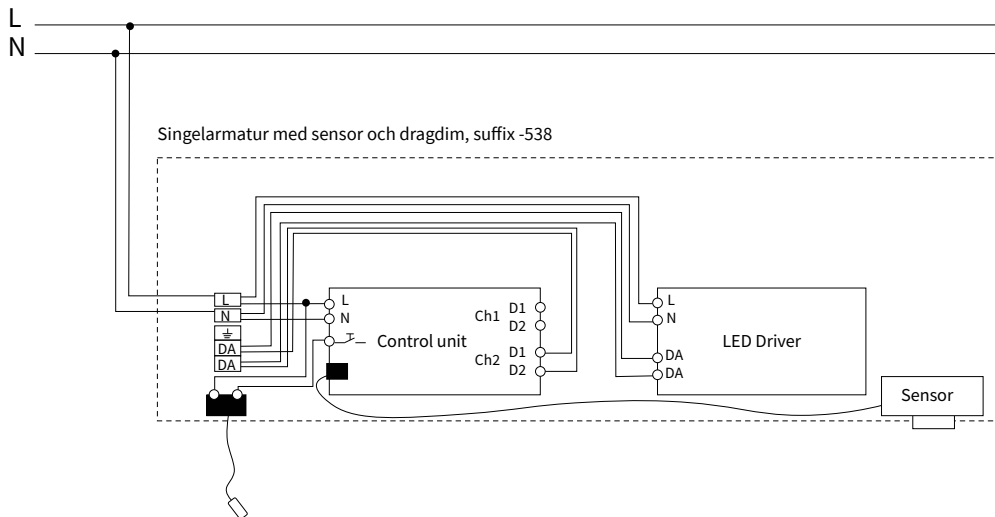 L
N
Singelarmatur med sensor och dragdim, suffix -538
L
N
DA
DA
L
N
Control unit
Ch1
D1
D2
Ch2
D1
D2
L
N
DA
DA
LED Driver
Sensor